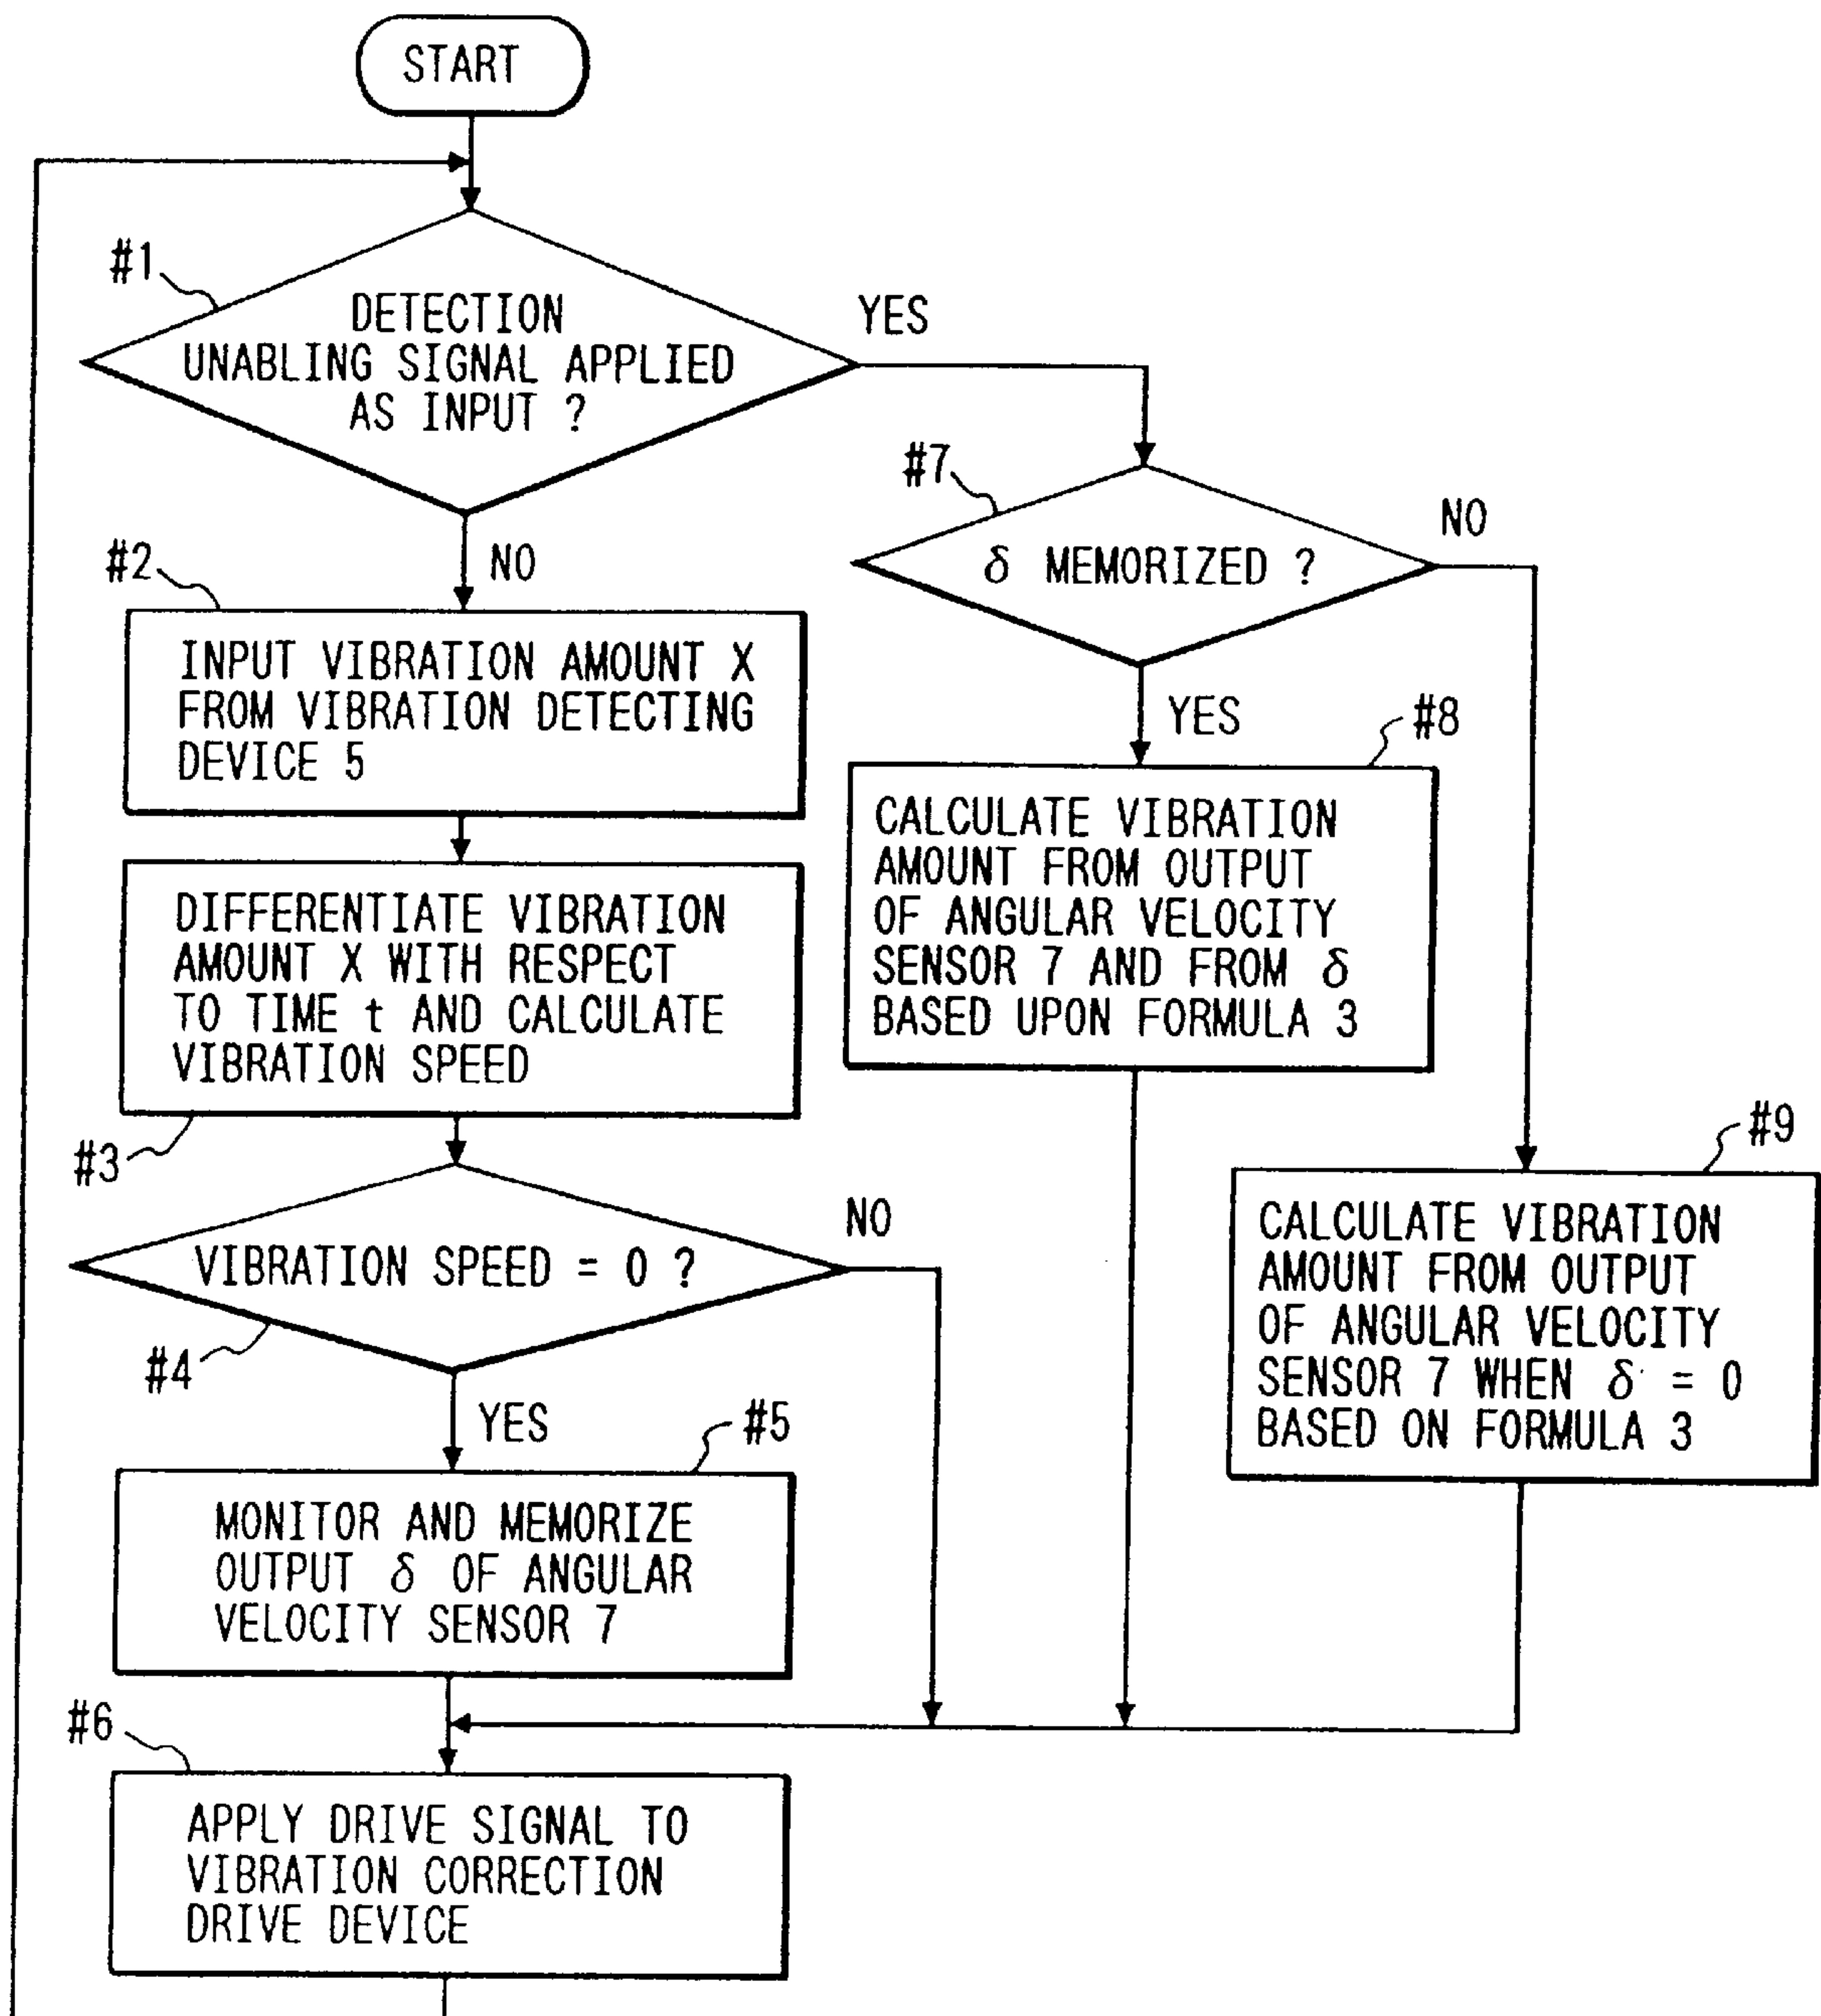 START
#1
DETECTION
UNABLING SIGNAL APPLIED
AS INPUT ?
YES
NO
#2
INPUT VIBRATION AMOUNT X
FROM VIBRATION DETECTING
DEVICE 5
DIFFERENTIATE VIBRATION
AMOUNT X WITH RESPECT
TO TIME t AND CALCULATE
VIBRATION SPEED
#3
VIBRATION SPEED = 0 ?
NO
#4
YES
#5
MONITOR AND MEMORIZE
OUTPUT δ OF ANGULAR
VELOCITY SENSOR 7
#6
APPLY DRIVE SIGNAL TO
VIBRATION CORRECTION
DRIVE DEVICE
#7
δ MEMORIZED ?
NO
YES
#8
CALCULATE VIBRATION
AMOUNT FROM OUTPUT
OF ANGULAR VELOCITY
SENSOR 7 AND FROM δ
BASED UPON FORMULA 3
#9
CALCULATE VIBRATION
AMOUNT FROM OUTPUT
OF ANGULAR VELOCITY
SENSOR 7 WHEN δ = 0
BASED ON FORMULA 3